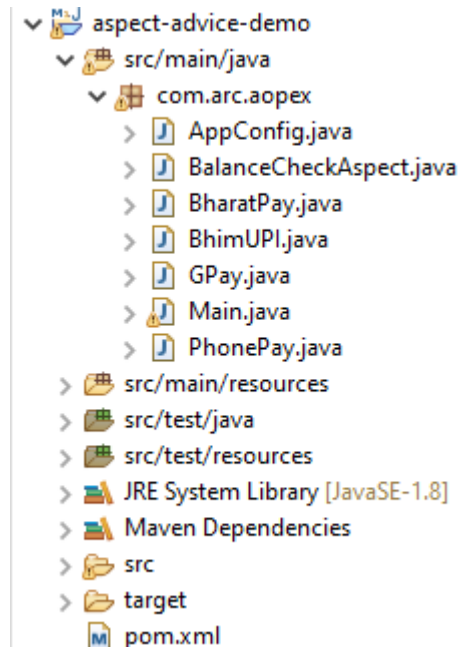 aspect-advice-demo
src/main/java
com.arc.aopex
AppConfig.java
BalanceCheckAspect.java
BharatPay.java
BhimUPI.java
GPay.java
Main.java
PhonePay.java
src/main/resources
src/test/java
src/test/resources
JRE System Library [JavaSE-1.8]
Maven Dependencies
src
target
pom.xml